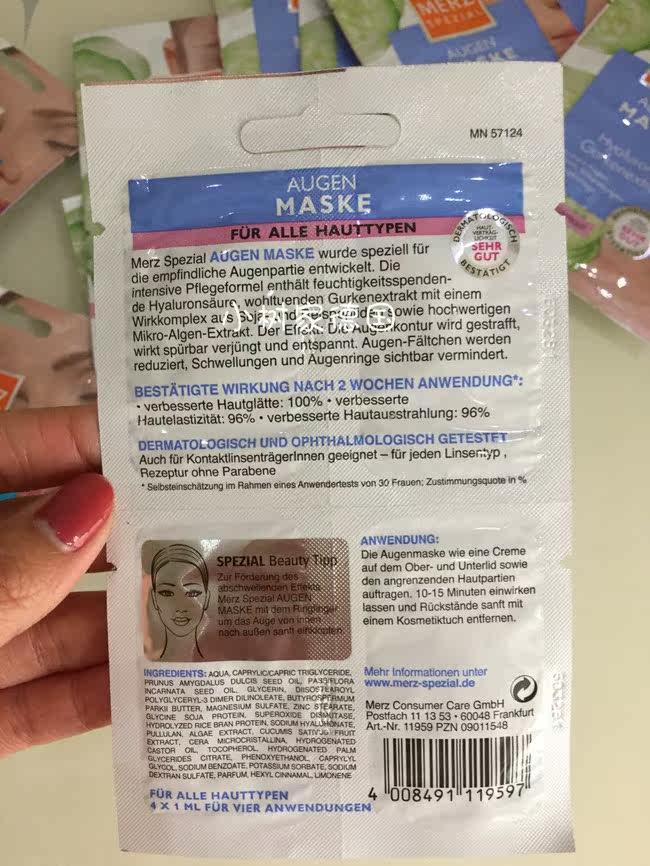 MERZ
SPEZIAL
AUGEN
MASKE
MN 57124
AUGEN
MASKE
FÜR ALLE HAUTTYPEN
DERMATOLOGISCH
HAUT
VERTRÄG-
LICHKEIT
SEHR
GUT
BESTÄTIGT
Merz Spezial AUGEN MASKE wurde speziell für
die empfindliche Augenpartie entwickelt. Die
intensive Pflegeformel enthält feuchtigkeitsspenden-
de Hyaluronsäure, wohltuenden Gurkenextrakt mit einem
Wirkkomplex aus Soja- sowie hochwertigen
Mikro-Algen-Extrakt. Der Effekt: Die Augenkontur wird gestrafft,
wirkt spürbar verjüngt und entspannt. Augen-Fältchen werden
reduziert, Schwellungen und Augenringe sichtbar vermindert.
BESTÄTIGTE WIRKUNG NACH 2 WOCHEN ANWENDUNG*:
• verbesserte Hautglätte: 100% • verbesserte
Hautelastizität: 96% • verbesserte Hautausstrahlung: 96%
DERMATOLOGISCH UND OPHTHALMOLOGISCH GETESTET
Auch für KontaktlinsenträgerInnen geeignet – für jeden Linsentyp,
Rezeptur ohne Parabene
* Selbsteinschätzung im Rahmen eines Anwendertests von 30 Frauen; Zustimmungsquote in %
SPEZIAL Beauty Tipp
Zur Förderung des
abschwellenden Effekts
Merz Spezial AUGEN
MASKE mit dem Ringfinger
um das Auge von innen
nach außen sanft einklopfen.
ANWENDUNG:
Die Augenmaske wie eine Creme
auf dem Ober- und Unterlid sowie
den angrenzenden Hautpartien
auftragen. 10-15 Minuten einwirken
lassen und Rückstände sanft mit
einem Kosmetiktuch entfernen.
INGREDIENTS: AQUA, CAPRYLIC/CAPRIC TRIGLYCERIDE,
PRUNUS AMYGDALUS DULCIS SEED OIL, PASSIFLORA
INCARNATA SEED OIL, GLYCERIN, DIISOSTEAROYL
POLYGLYCERYL-3 DIMER DILINOLEATE, BUTYROSPERMUM
PARKII BUTTER, MAGNESIUM SULFATE, ZINC STEARATE,
GLYCINE SOJA PROTEIN, SUPEROXIDE DISMUTASE,
HYDROLYZED RICE BRAN PROTEIN, SODIUM HYALURONATE,
PULLULAN, ALGAE EXTRACT, CUCUMIS SATIVUS FRUIT
EXTRACT, CERA MICROCRISTALLINA, HYDROGENATED
CASTOR OIL, TOCOPHEROL, HYDROGENATED PALM
GLYCERIDES CITRATE, PHENOXYETHANOL, CAPRYLYL
GLYCOL, SODIUM BENZOATE, POTASSIUM SORBATE, SODIUM
DEXTRAN SULFATE, PARFUM, HEXYL CINNAMAL, LIMONENE
Mehr Informationen unter
www.merz-spezial.de
Merz Consumer Care GmbH
Postfach 11 13 53 • 60048 Frankfurt
Art.-Nr. 11959 PZN 09011548
4 008491 119597
FÜR ALLE HAUTTYPEN
4 X 1 ML FÜR VIER ANWENDUNGEN